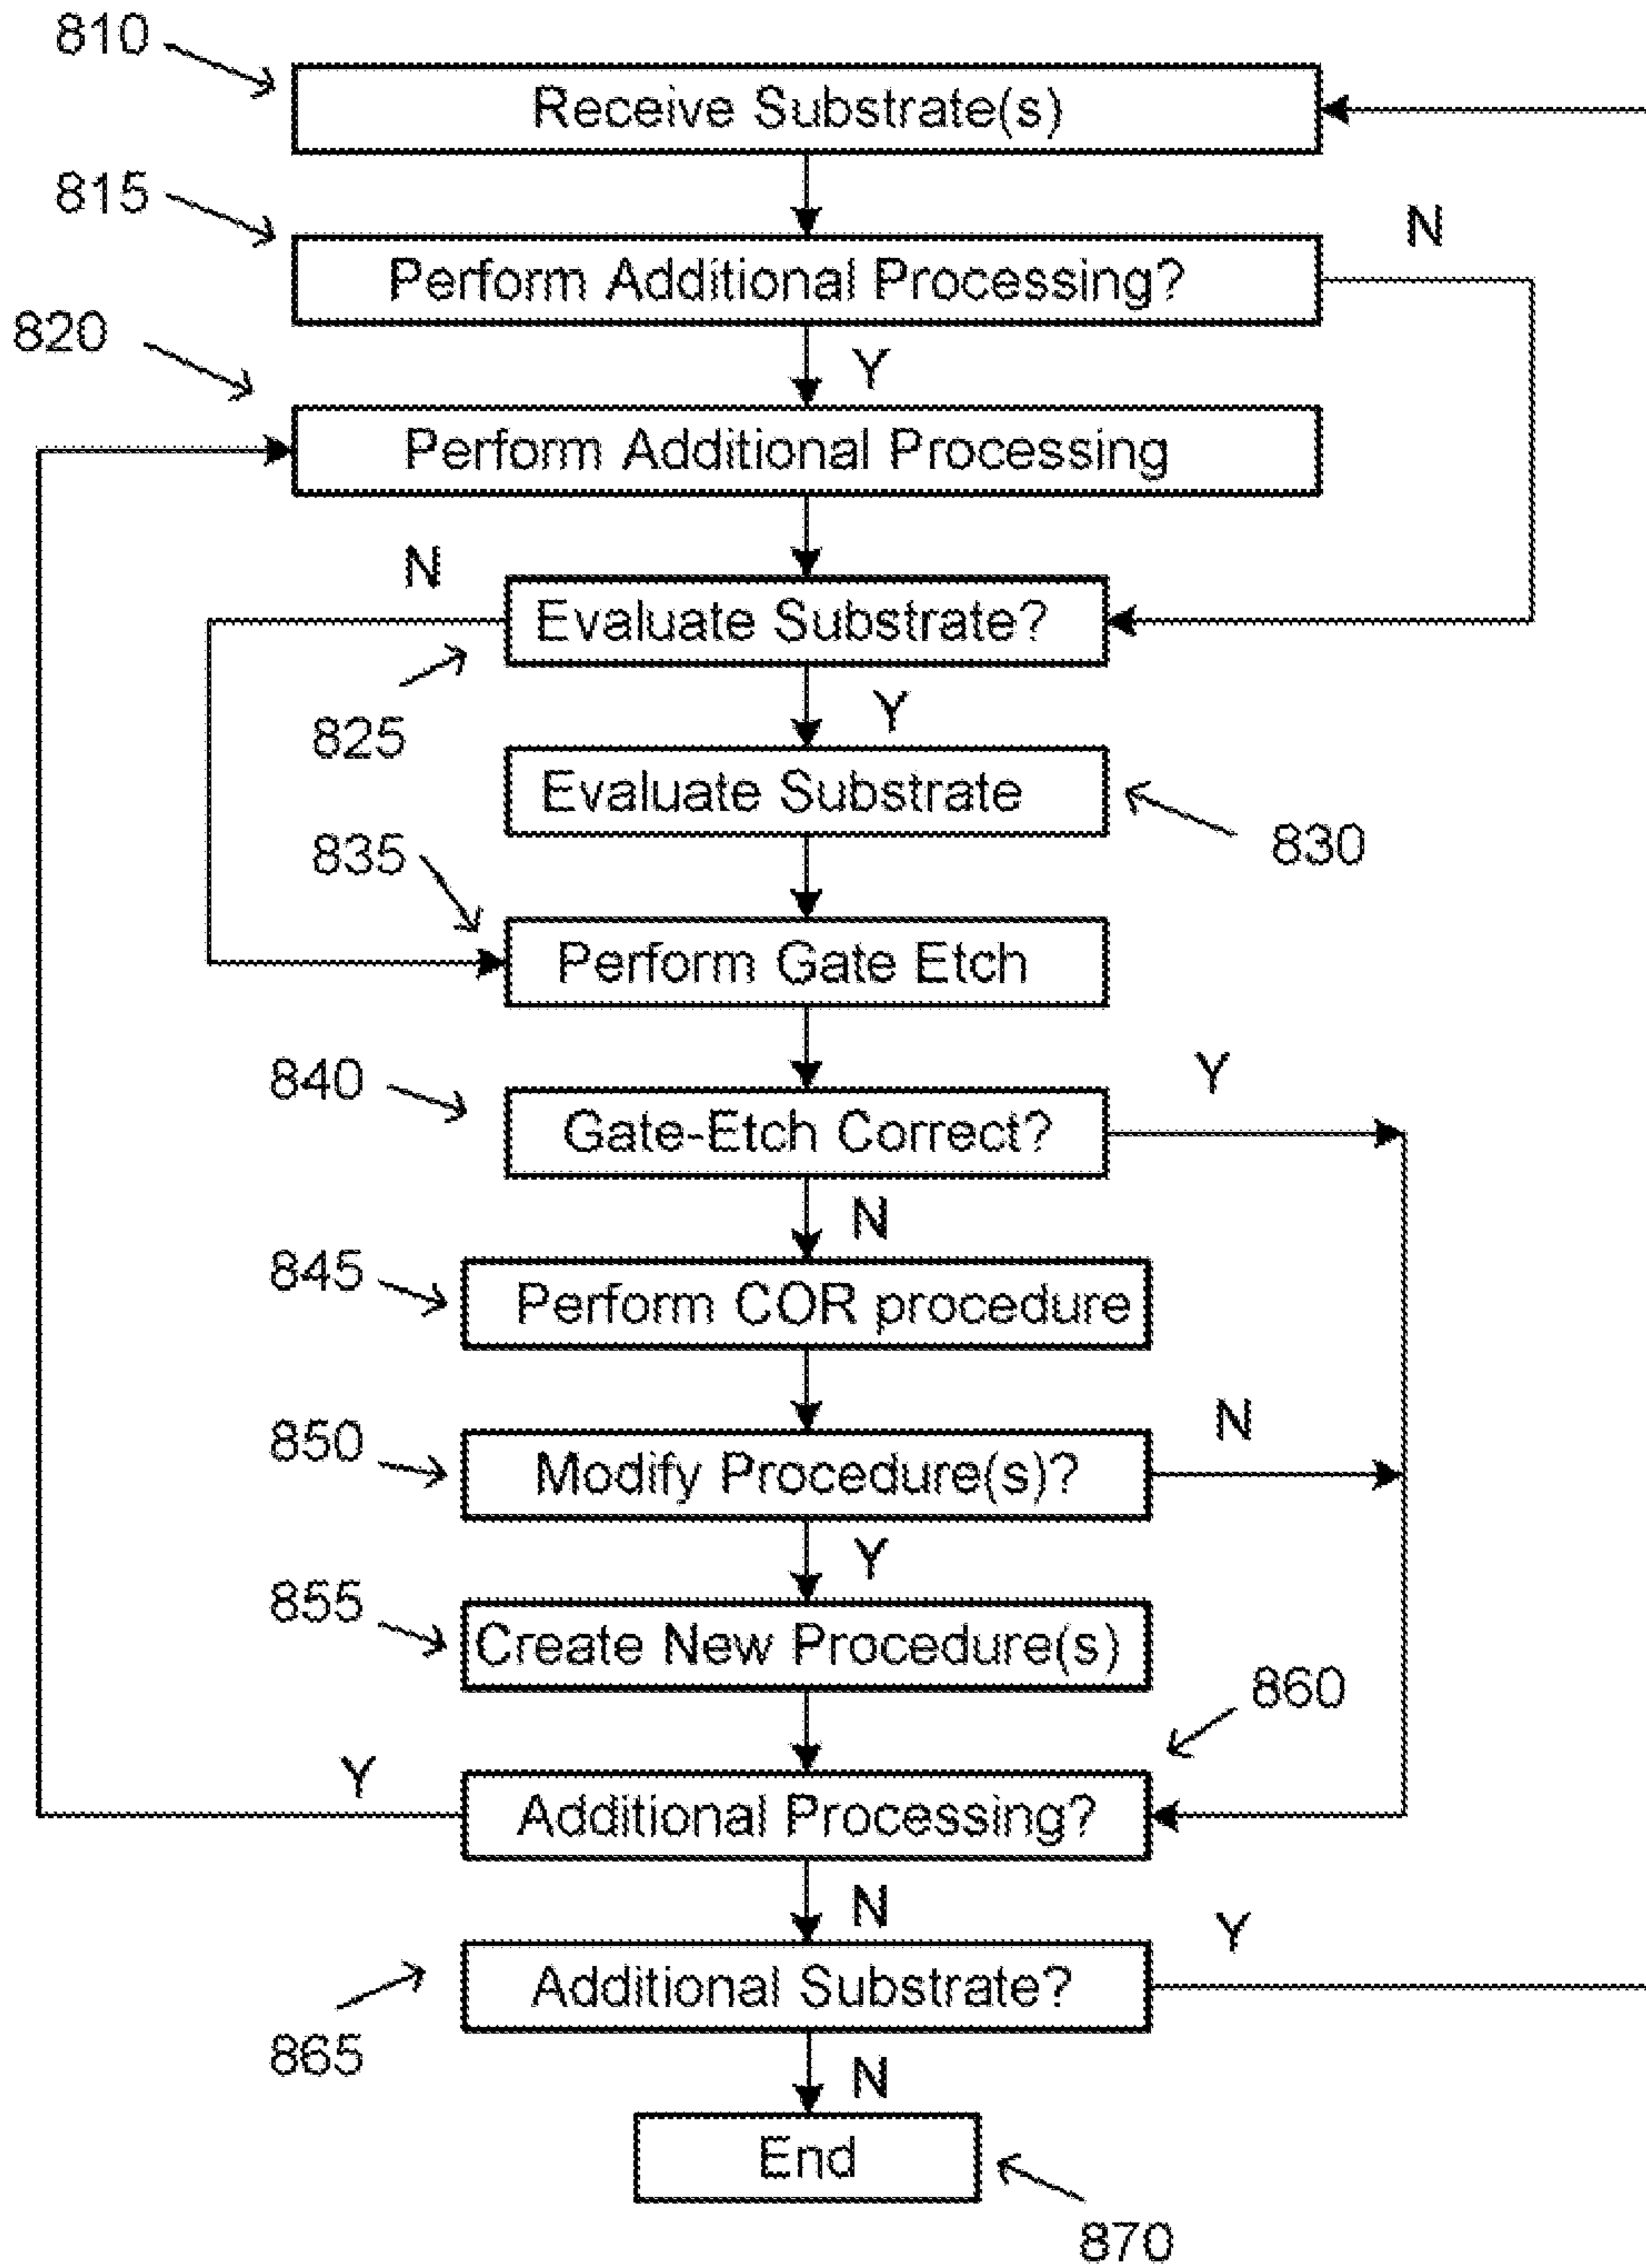 810
Receive Substrate(s)
815
N
Perform Additional Processing?
820
Y
Perform Additional Processing
N
Evaluate Substrate?
825
Y
Evaluate Substrate
835
830
Perform Gate Etch
840
Y
Gate-Etch Correct?
N
845
Perform COR procedure
850
N
Modify Procedure(s)?
Y
855
Create New Procedure(s)
860
Y
Additional Processing?
N
Y
Additional Substrate?
865
N
End
870